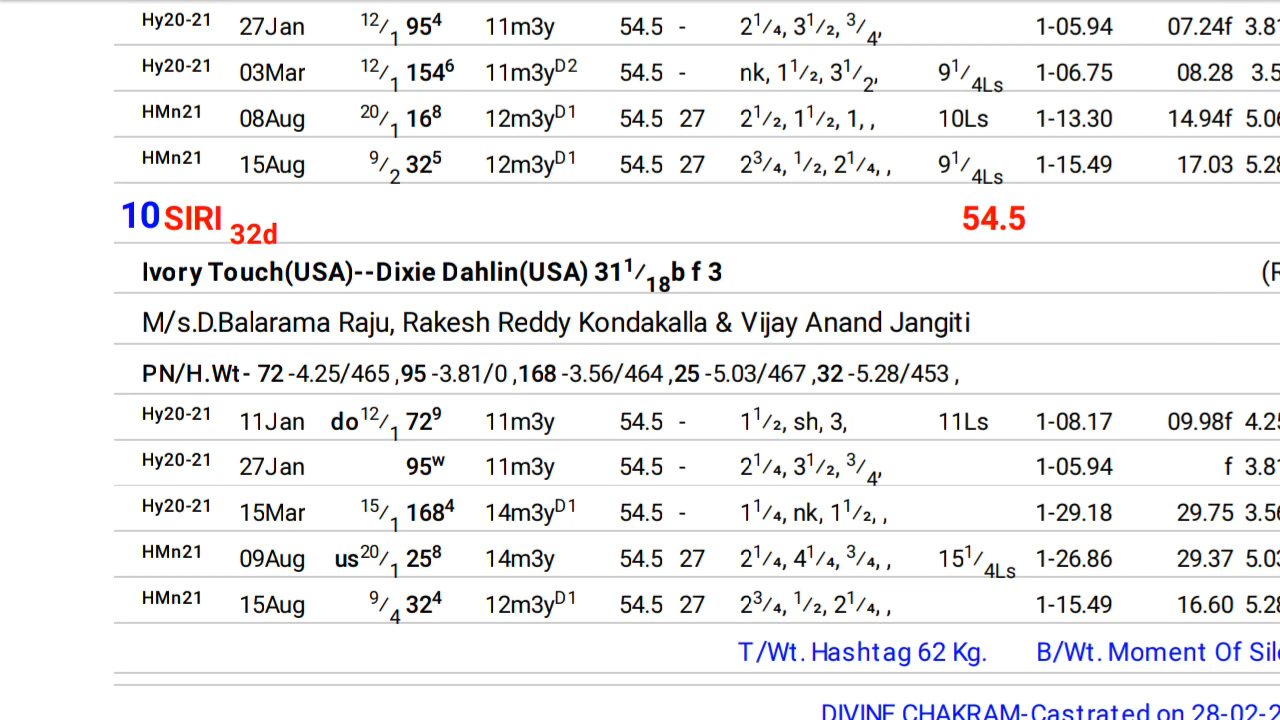 Hy20-21 27Jan 12/1 95⁴ 11m3y 54.5 - 2¹/₄, 3¹/₂, ³/₄, 1-05.94 07.24f 3.8
Hy20-21 03Mar 12/1 154⁶ 11m3yD2 54.5 - nk, 1¹/₂, 3¹/₂, 9¹/₄Ls 1-06.75 08.28 3.5
HMn21 08Aug 20/1 16⁸ 12m3yD1 54.5 27 2¹/₂, 1¹/₂, 1, , 10Ls 1-13.30 14.94f 5.06
HMn21 15Aug 9/2 32⁵ 12m3yD1 54.5 27 2³/₄, ¹/₂, 2¹/₄, , 9¹/₄Ls 1-15.49 17.03 5.28
10 SIRI 32d 54.5
Ivory Touch(USA)--Dixie Dahlin(USA) 31¹/₁₈b f 3 (R
M/s.D.Balarama Raju, Rakesh Reddy Kondakalla & Vijay Anand Jangiti
PN/H.Wt- 72 -4.25/465 ,95 -3.81/0 ,168 -3.56/464 ,25 -5.03/467 ,32 -5.28/453 ,
Hy20-21 11Jan do12/1 72⁹ 11m3y 54.5 - 1¹/₂, sh, 3, 11Ls 1-08.17 09.98f 4.25
Hy20-21 27Jan 95ʷ 11m3y 54.5 - 2¹/₄, 3¹/₂, ³/₄, 1-05.94 f 3.8
Hy20-21 15Mar 15/1 168⁴ 14m3yD1 54.5 - 1¹/₄, nk, 1¹/₂, , 1-29.18 29.75 3.56
HMn21 09Aug us20/1 25⁸ 14m3y 54.5 27 2¹/₄, 4¹/₄, ³/₄, , 15¹/₄Ls 1-26.86 29.37 5.03
HMn21 15Aug 9/4 32⁴ 12m3yD1 54.5 27 2³/₄, ¹/₂, 2¹/₄, , 1-15.49 16.60 5.28
T/Wt. Hashtag 62 Kg. B/Wt. Moment Of Sil
DIVINE CHAKRAM-Castrated on 28-02-2